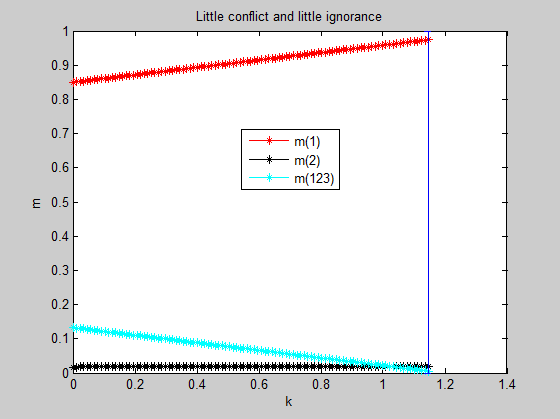 Little conflict and little ignorance
1
0.9
0.8
0.7
0.6
0.5
0.4
0.3
0.2
0.1
0
m
m(1)
m(2)
m(123)
0 0.2 0.4 0.6 0.8 1 1.2 1.4
k